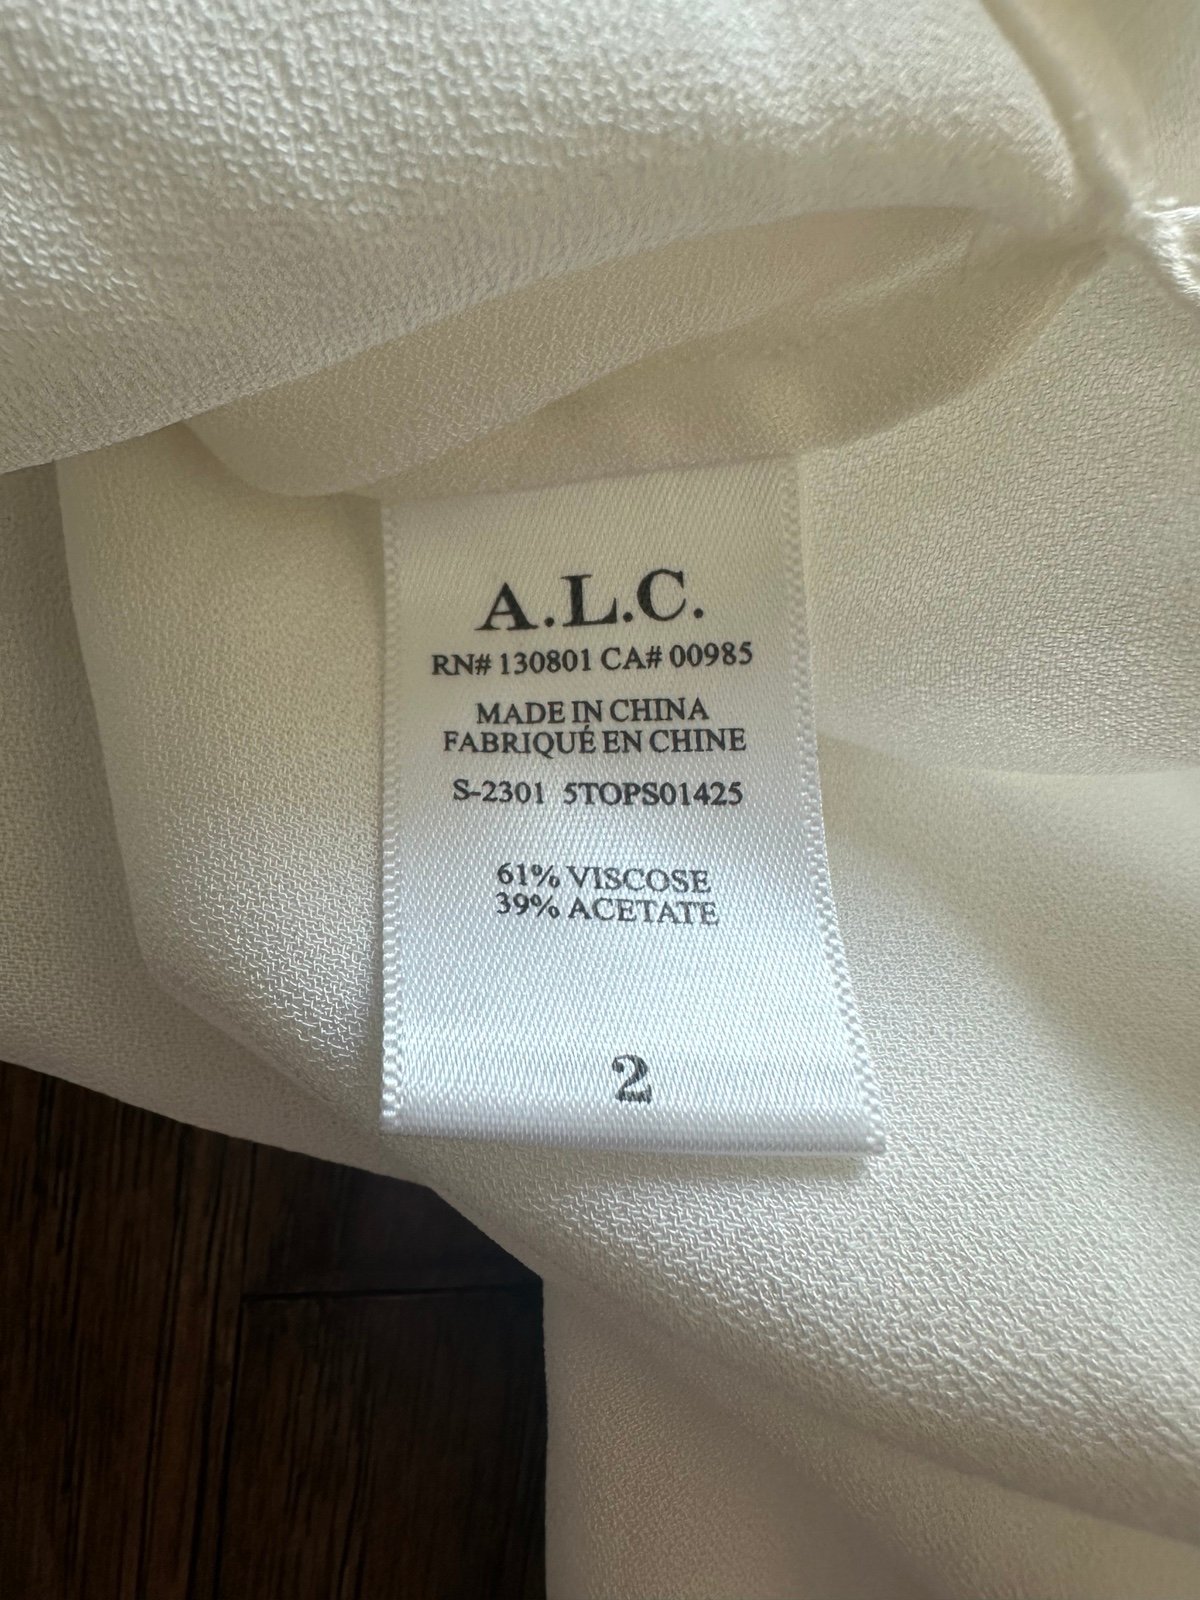 A.L.C.
RN# 130801 CA# 00985
MADE IN CHINA
FABRIQUÉ EN CHINE
S-2301 5TOPS01425
61% VISCOSE
39% ACETATE
2